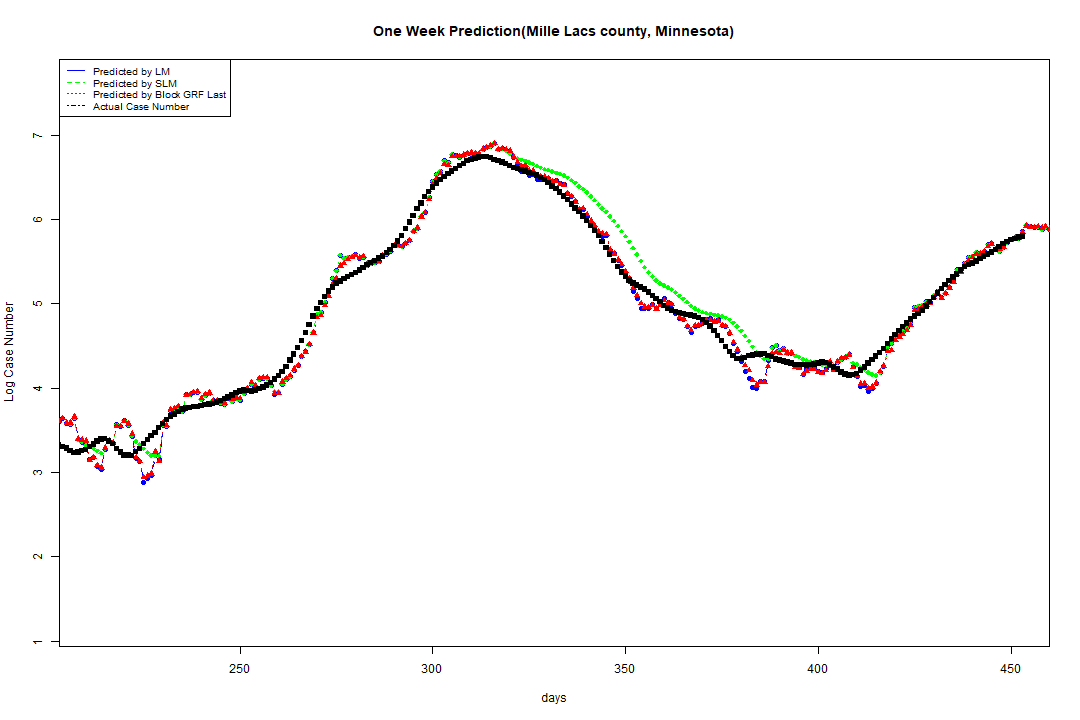 One Week Prediction(Mille Lacs county, Minnesota)
Predicted by LM
Predicted by SLM
Predicted by Block GRF Last
Actual Case Number
7
6
5
4
3
2
1
Log Case Number
250 300 350 400 450
days